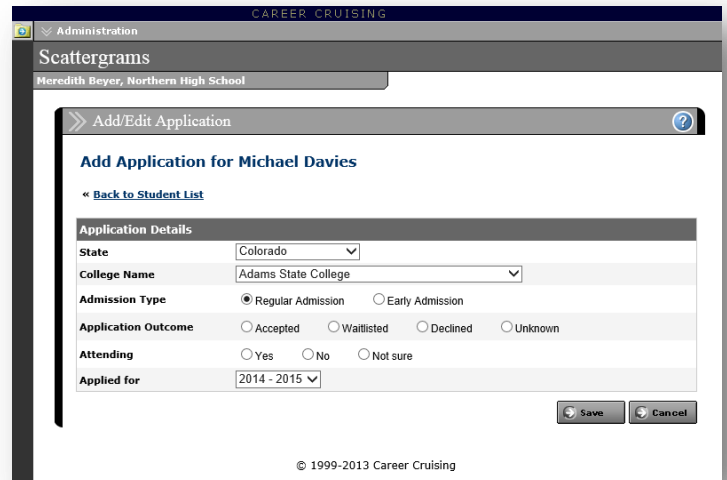 CAREER CRUISING
Administration
Scattergrams
Meredith Beyer, Northern High School
Add/Edit Application
?
Add Application for Michael Davies
« Back to Student List
Application Details
State Colorado
College Name Adams State College
Admission Type Regular Admission Early Admission
Application Outcome Accepted Waitlisted Declined Unknown
Attending Yes No Not sure
Applied for 2014 - 2015
Save Cancel
© 1999-2013 Career Cruising